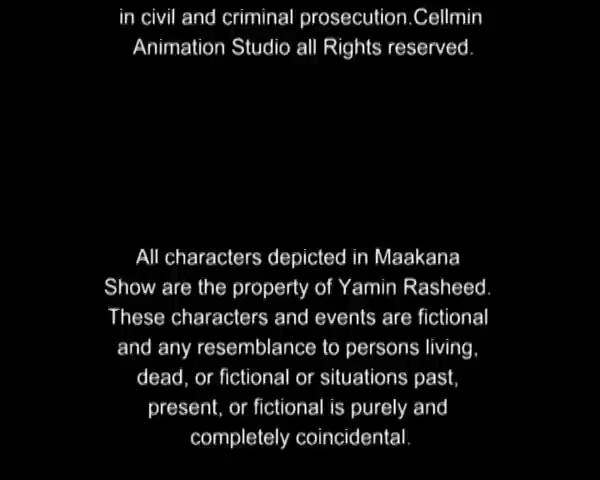 in civil and criminal prosecution.Cellmin
Animation Studio all Rights reserved.
All characters depicted in Maakana
Show are the property of Yamin Rasheed.
These characters and events are fictional
and any resemblance to persons living,
dead, or fictional or situations past,
present, or fictional is purely and
completely coincidental.